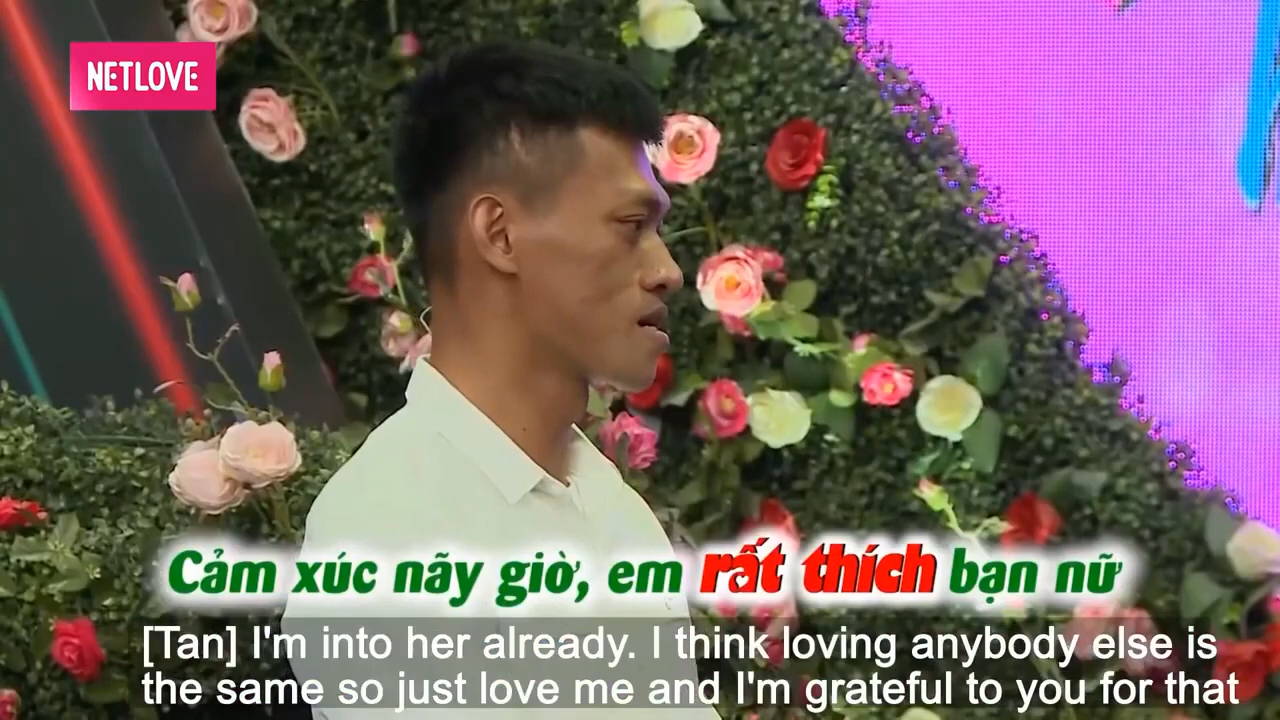 NETLOVE
Cảm xúc nãy giờ, em rất thích bạn nữ
[Tan] I'm into her already. I think loving anybody else is
the same so just love me and I'm grateful to you for that